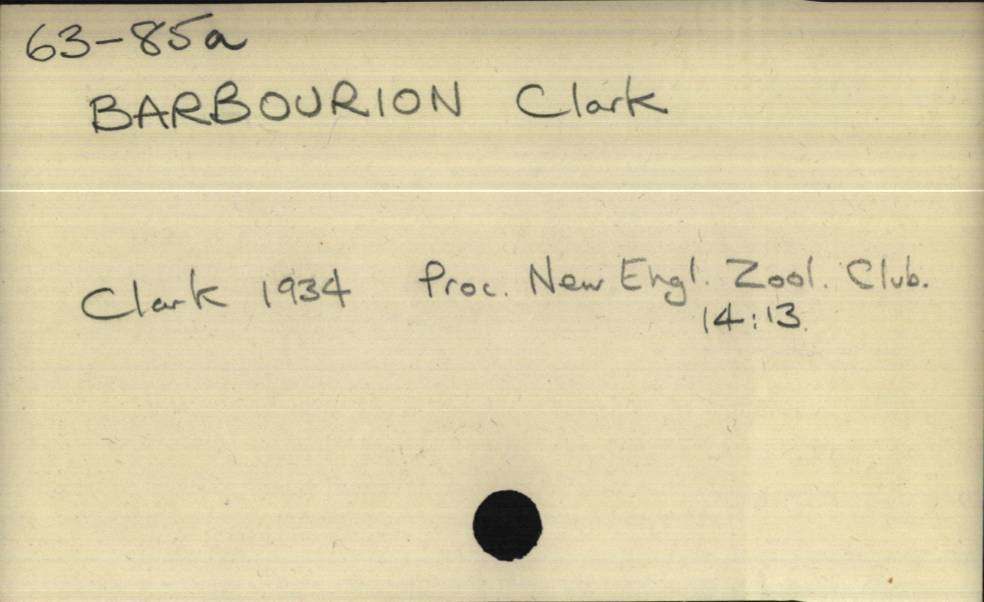 63-85a
BARBOURION Clark
Clark 1934 Proc. New Engl. Zool. Club.
14:13.